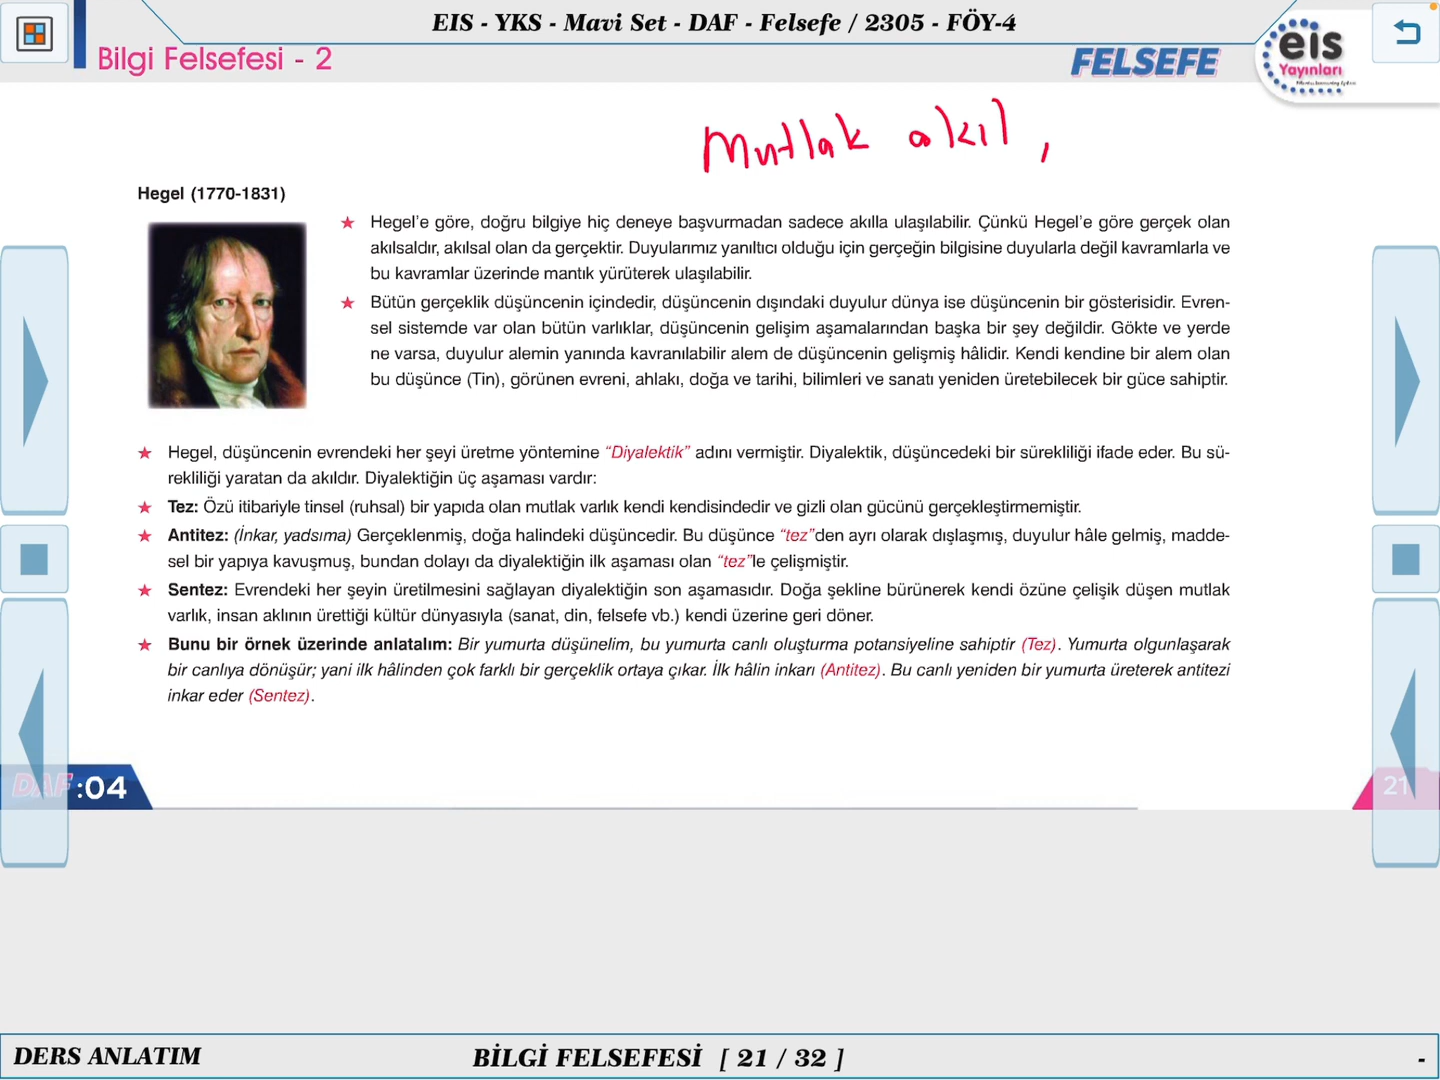 EIS - YKS - Mavi Set - DAF - Felsefe / 2305 - FÖY-4
Bilgi Felsefesi - 2
FELSEFE
eis
Yayınları
Mutlak akıl,
Hegel (1770-1831)
★ Hegel'e göre, doğru bilgiye hiç deneye başvurmadan sadece akılla ulaşılabilir. Çünkü Hegel'e göre gerçek olan
akılsaldır, akılsal olan da gerçektir. Duyularımız yanıltıcı olduğu için gerçeğin bilgisine duyularla değil kavramlarla ve
bu kavramlar üzerinde mantık yürüterek ulaşılabilir.
★ Bütün gerçeklik düşüncenin içindedir, düşüncenin dışındaki duyulur dünya ise düşüncenin bir gösterisidir. Evren-
sel sistemde var olan bütün varlıklar, düşüncenin gelişim aşamalarından başka bir şey değildir. Gökte ve yerde
ne varsa, duyulur alemin yanında kavranılabilir alem de düşüncenin gelişmiş hâlidir. Kendi kendine bir alem olan
bu düşünce (Tin), görünen evreni, ahlakı, doğa ve tarihi, bilimleri ve sanatı yeniden üretebilecek bir güce sahiptir.
★ Hegel, düşüncenin evrendeki her şeyi üretme yöntemine "Diyalektik" adını vermiştir. Diyalektik, düşüncedeki bir sürekliliği ifade eder. Bu sü-
rekliliği yaratan da akıldır. Diyalektiğin üç aşaması vardır:
★ Tez: Özü itibariyle tinsel (ruhsal) bir yapıda olan mutlak varlık kendi kendisindedir ve gizli olan gücünü gerçekleştirmemiştir.
★ Antitez: (İnkar, yadsıma) Gerçeklenmiş, doğa halindeki düşüncedir. Bu düşünce "tez"den ayrı olarak dışlaşmış, duyulur hâle gelmiş, madde-
sel bir yapıya kavuşmuş, bundan dolayı da diyalektiğin ilk aşaması olan "tez"le çelişmiştir.
★ Sentez: Evrendeki her şeyin üretilmesini sağlayan diyalektiğin son aşamasıdır. Doğa şekline bürünerek kendi özüne çelişik düşen mutlak
varlık, insan aklının ürettiği kültür dünyasıyla (sanat, din, felsefe vb.) kendi üzerine geri döner.
★ Bunu bir örnek üzerinde anlatalım: Bir yumurta düşünelim, bu yumurta canlı oluşturma potansiyeline sahiptir (Tez). Yumurta olgunlaşarak
bir canlıya dönüşür; yani ilk hâlinden çok farklı bir gerçeklik ortaya çıkar. İlk hâlin inkarı (Antitez). Bu canlı yeniden bir yumurta üreterek antitezi
inkar eder (Sentez).
DAF :04
21
DERS ANLATIM
BİLGİ FELSEFESİ [ 21 / 32 ]
-